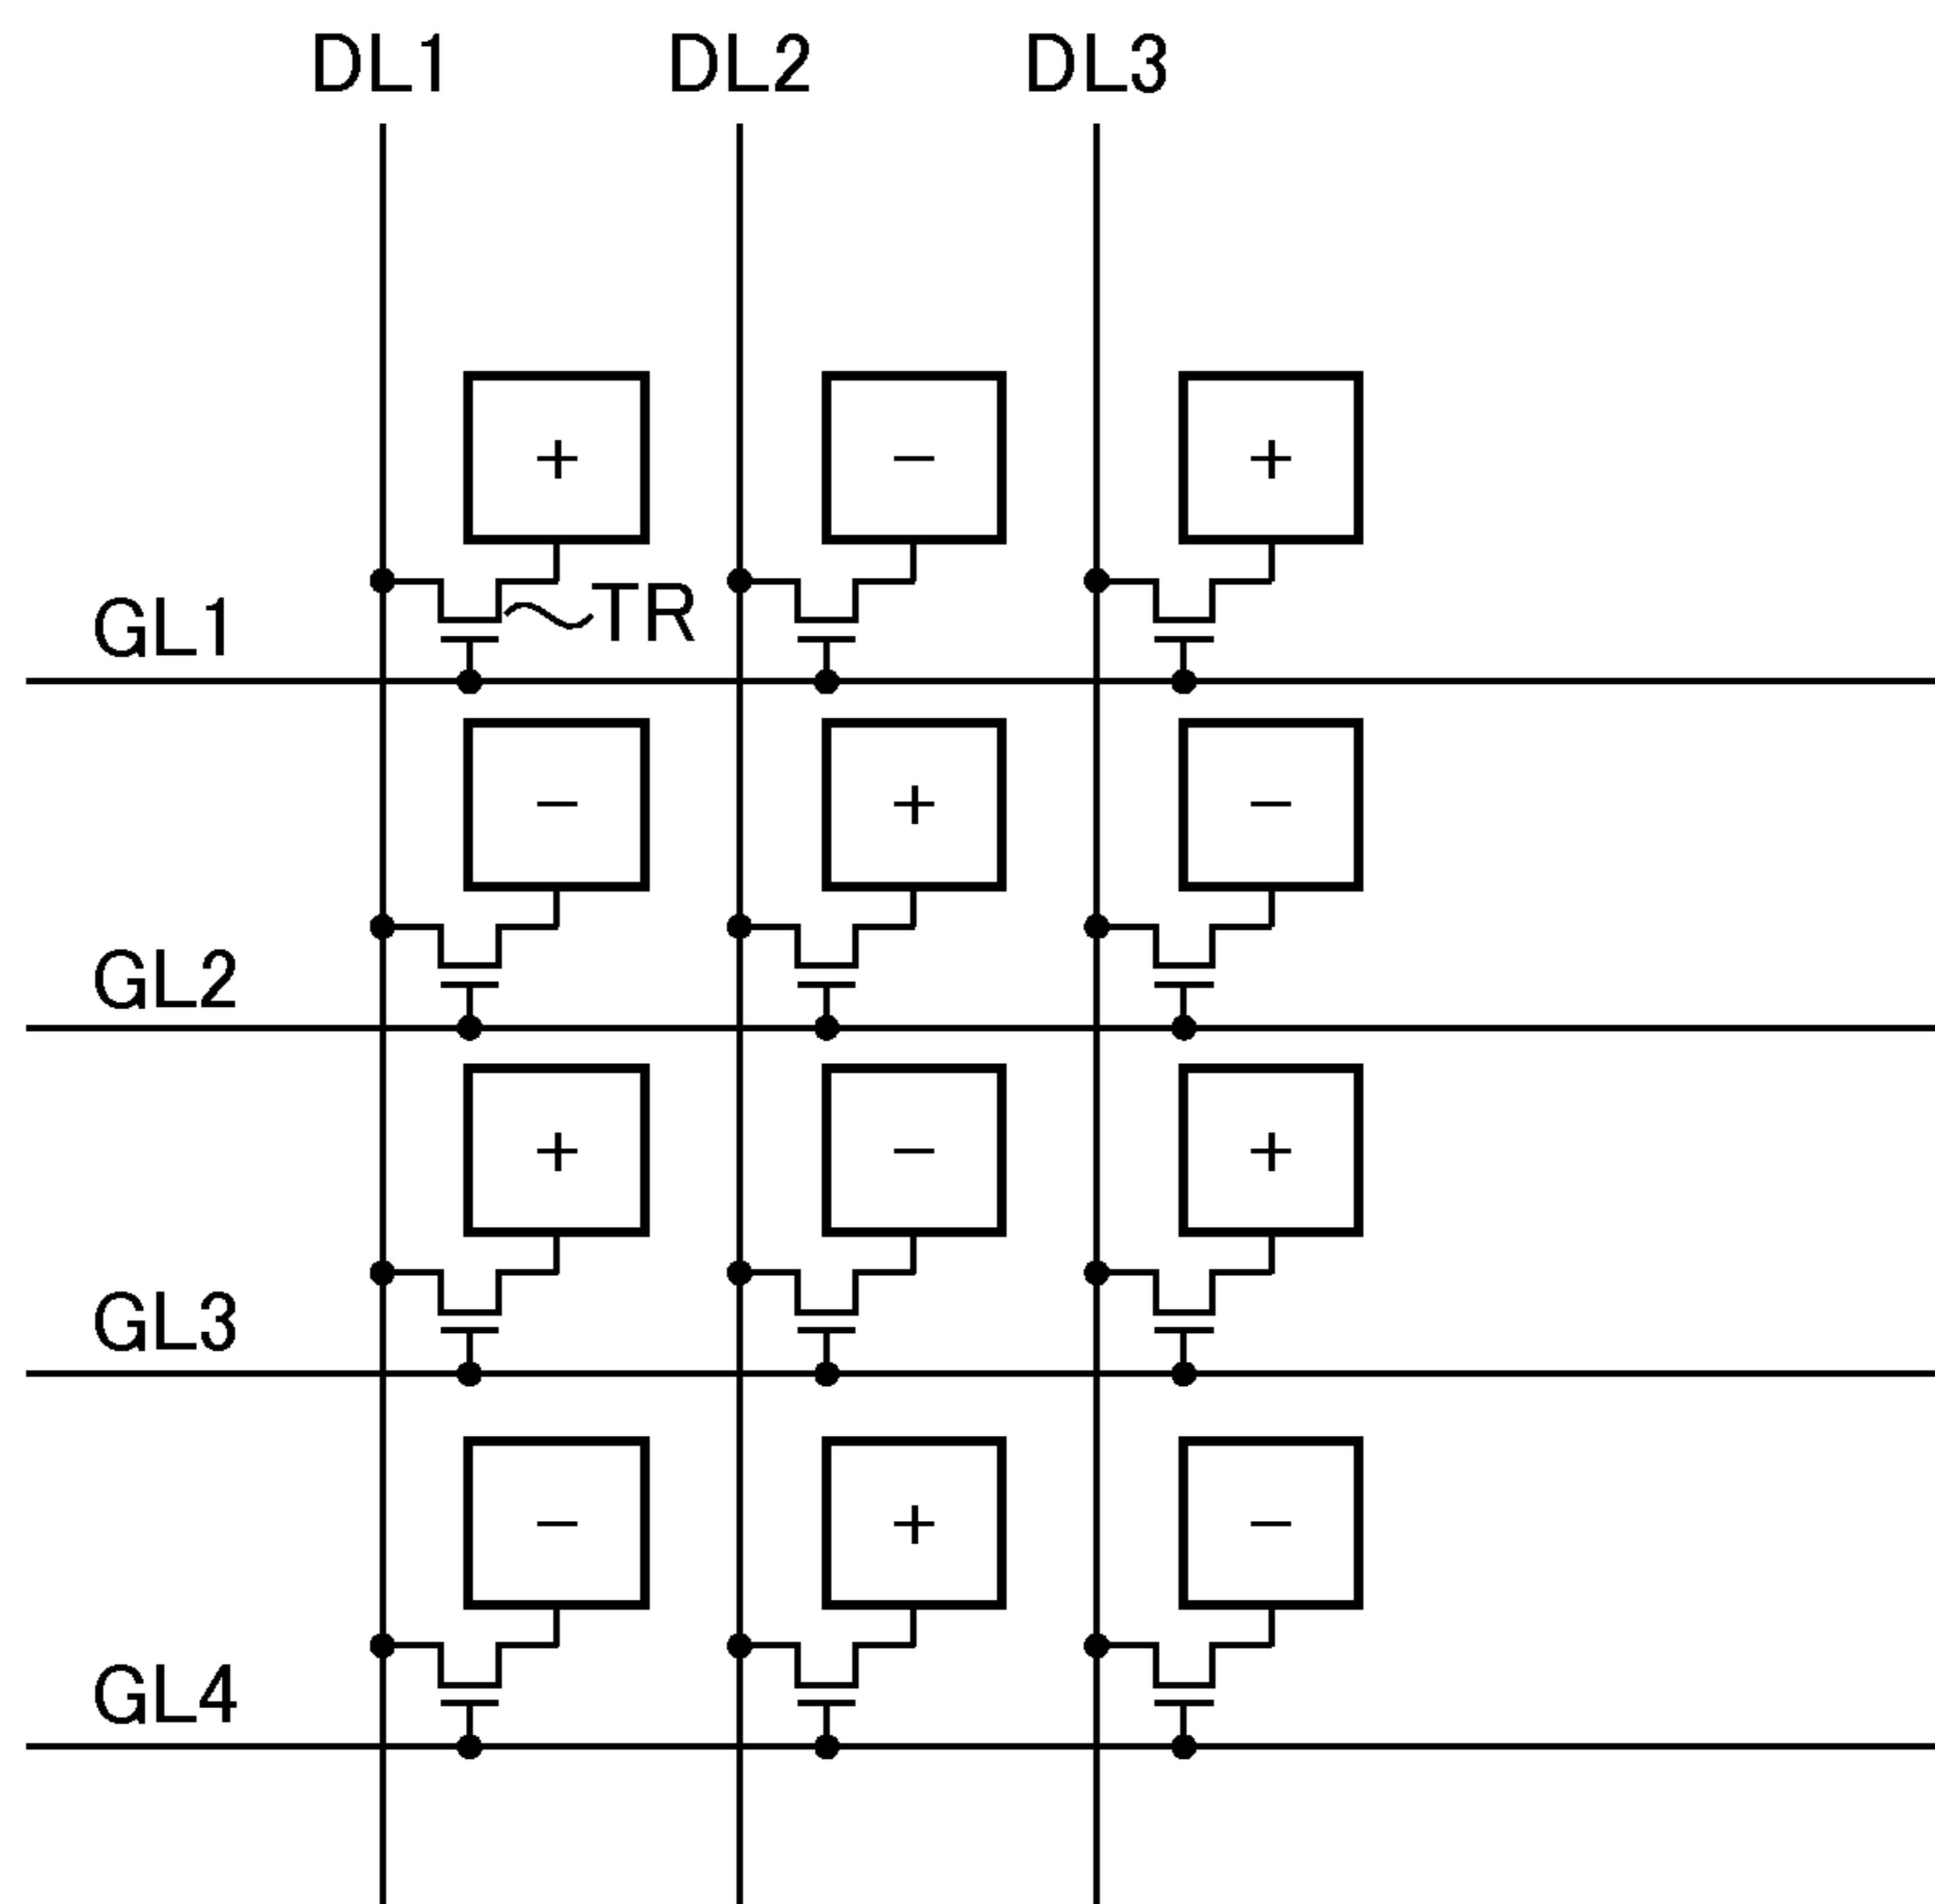 DL1 DL2 DL3
+ − +
GL1 TR
− + −
GL2
+ − +
GL3
− + −
GL4